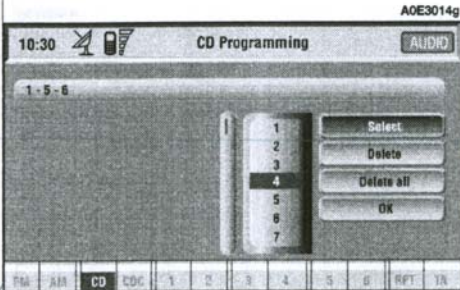 A0E3014g
10:30 CD Programming AUDIO
1 - 5 - 6
1
2
3
4
5
6
7
Select
Delete
Delete all
OK
FM AM CD CDC 1 2 3 4 5 6 RPT TA